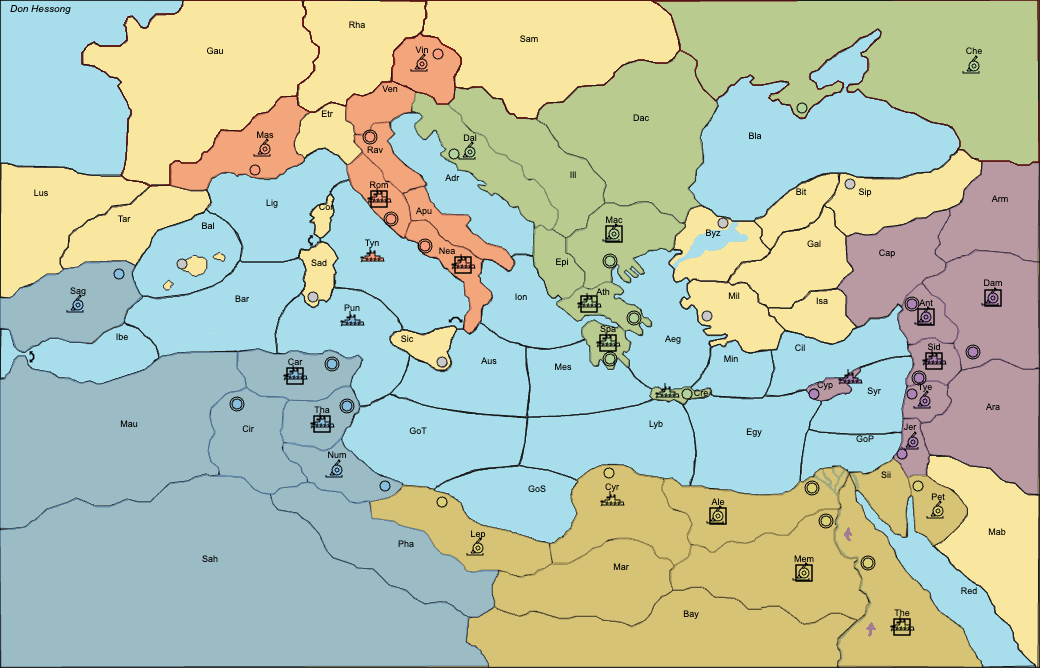 Don Hessong
Rha
Sam
Gau
Vin
Che
Ven
Etr
Dac
Mas
Rav
Dal
Bla
Ill
Adr
Lus
Rom
Bit
Sip
Arm
Lig
Cor
Apu
Tar
Bal
Mac
Byz
Tyn
Nea
Gal
Cap
Sad
Epi
Sag
Ath
Mil
Isa
Dam
Bar
Ion
Ant
Pun
Ibe
Sic
Spa
Aeg
Cil
Sid
Car
Aus
Mes
Min
Cyp
Syr
Tye
Cre
Ara
Tha
Mau
Cir
GoT
Lyb
Egy
Jer
GoP
Num
Sii
GoS
Cyr
Ale
Pet
Lep
Mab
Pha
Sah
Mar
Mem
Red
Bay
The